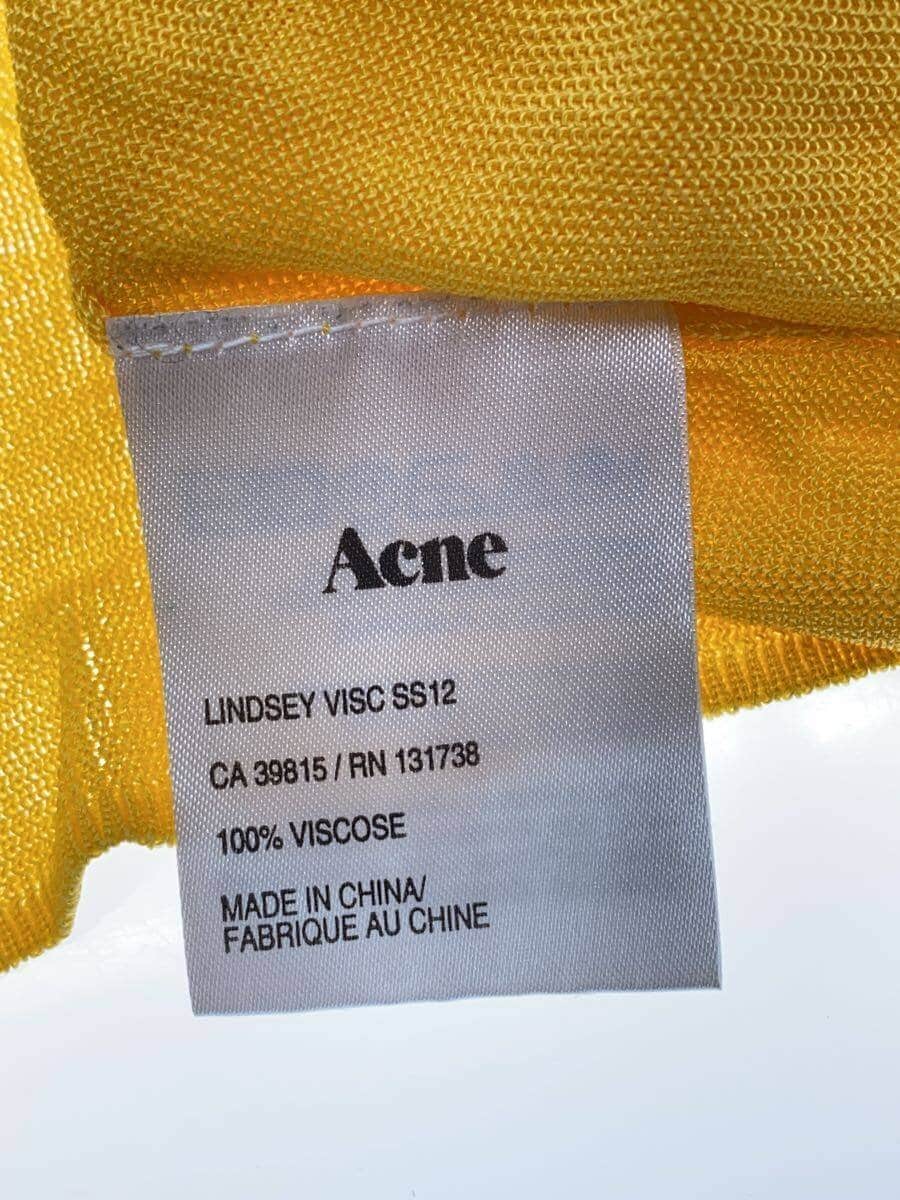 Acne
LINDSEY VISC SS12
CA 39815 / RN 131738
100% VISCOSE
MADE IN CHINA/
FABRIQUE AU CHINE